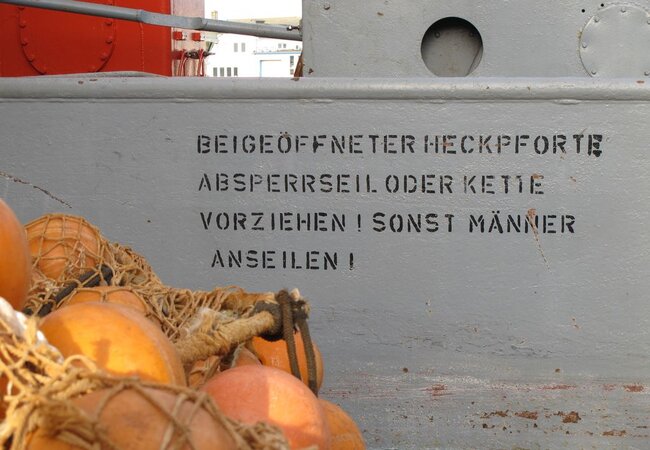 BEI GEÖFFNETER HECKPFORTE
ABSPERRSEIL ODER KETTE
VORZIEHEN ! SONST MÄNNER
ANSEILEN !